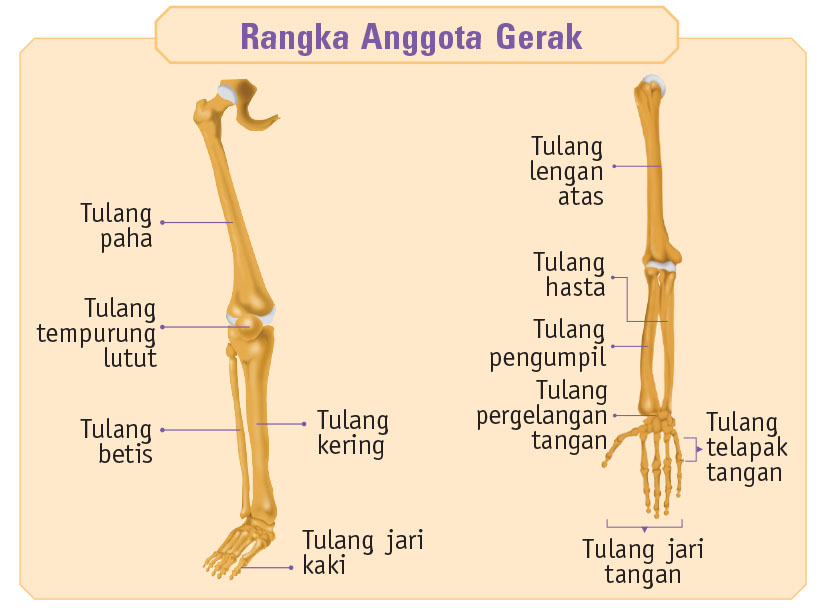 Rangka Anggota Gerak
Tulang
paha
Tulang
tempurung
lutut
Tulang
betis
Tulang
kering
Tulang jari
kaki
Tulang
lengan
atas
Tulang
hasta
Tulang
pengumpil
Tulang
pergelangan
tangan
Tulang
telapak
tangan
Tulang jari
tangan